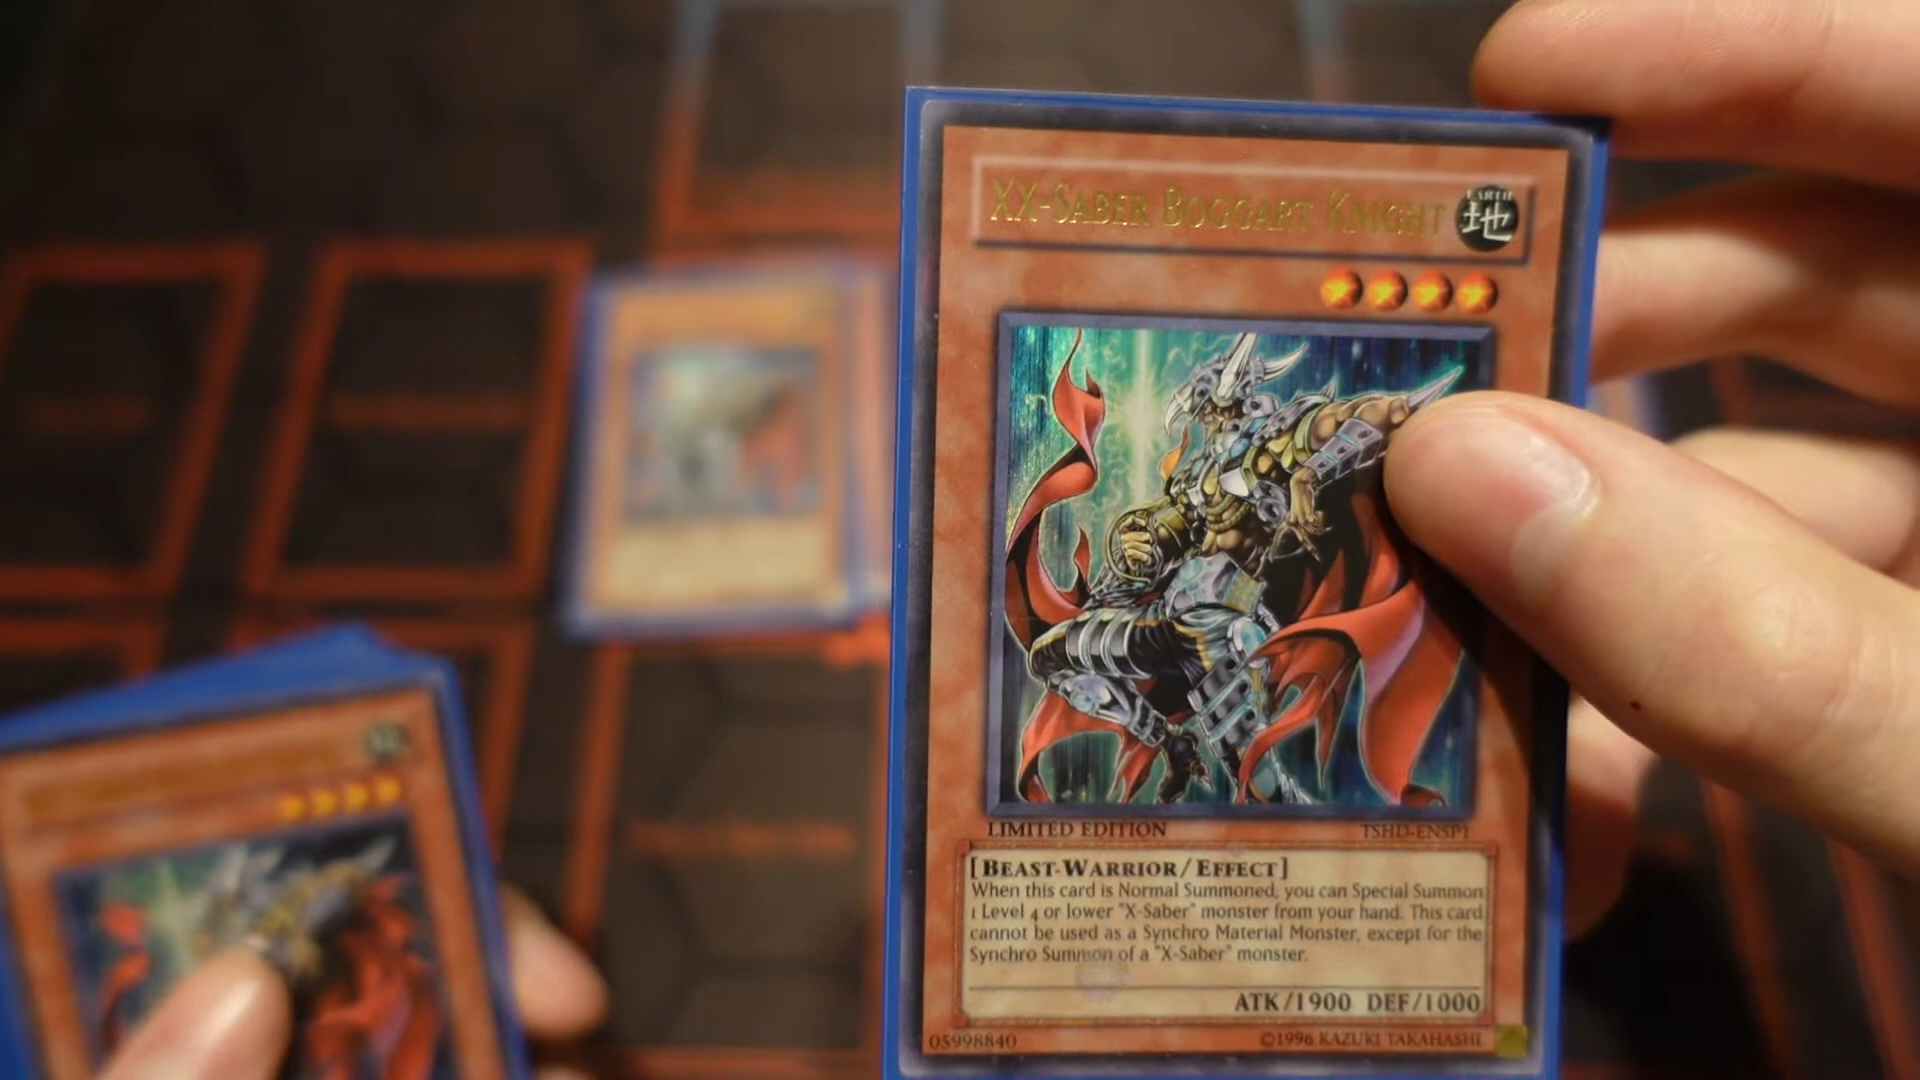 XX-SABER BOGGART KNIGHT
EARTH
地
LIMITED EDITION TSHD-ENSP1
[BEAST-WARRIOR/EFFECT]
When this card is Normal Summoned, you can Special Summon
1 Level 4 or lower "X-Saber" monster from your hand. This card
cannot be used as a Synchro Material Monster, except for the
Synchro Summon of a "X-Saber" monster.
ATK/1900 DEF/1000
05998840 ©1996 KAZUKI TAKAHASHI